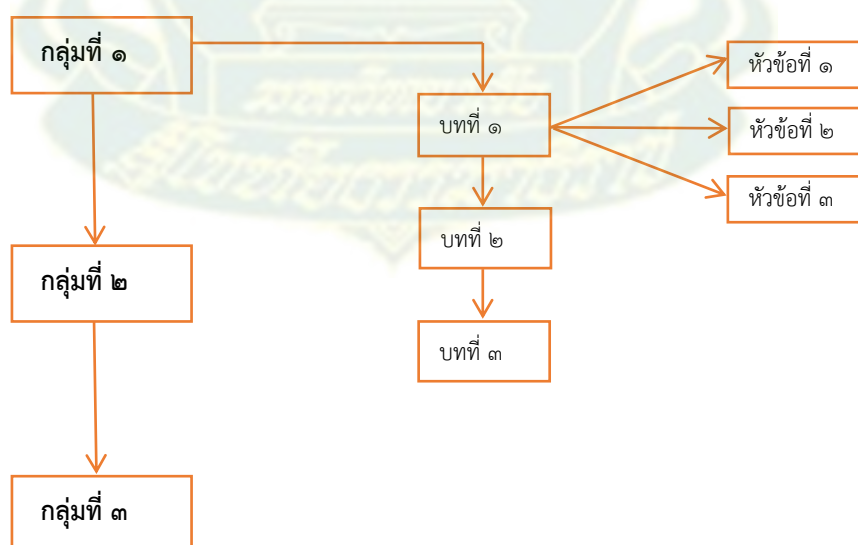 กลุ่มที่ ๑
บทที่ ๑
หัวข้อที่ ๑
หัวข้อที่ ๒
หัวข้อที่ ๓
บทที่ ๒
บทที่ ๓
กลุ่มที่ ๒
กลุ่มที่ ๓